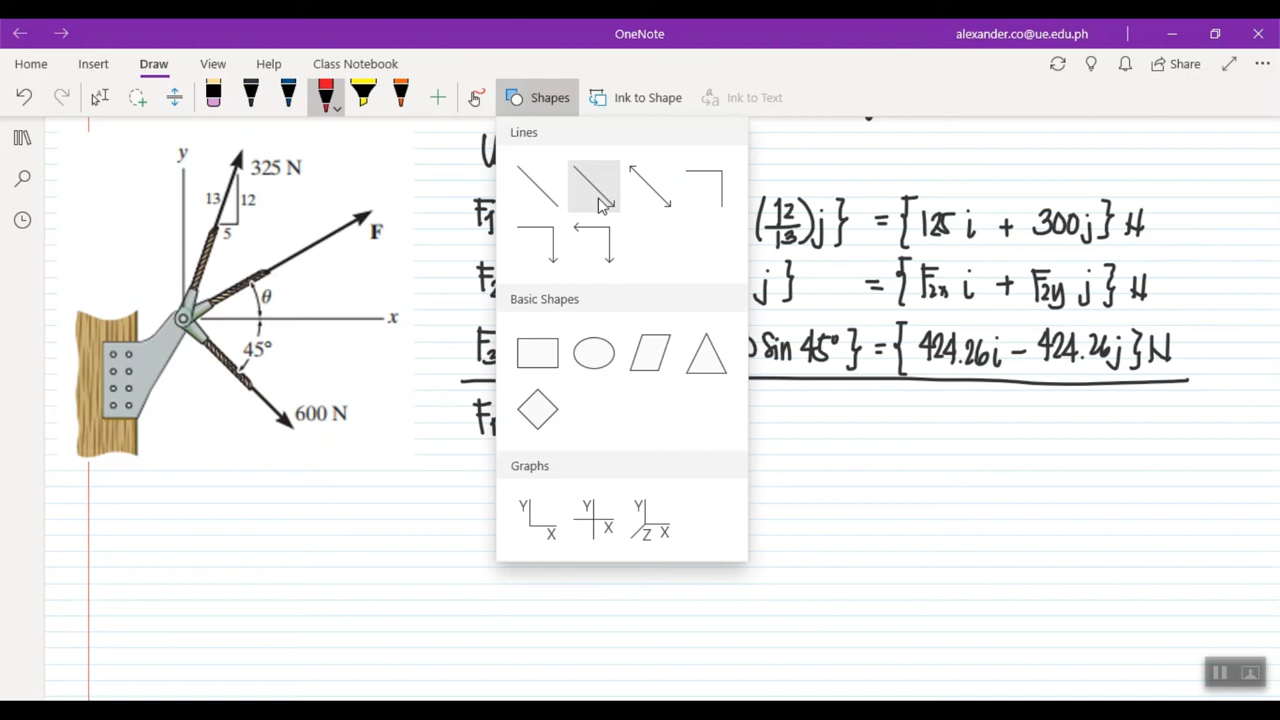 OneNote
alexander.co@ue.edu.ph
Home Insert Draw View Help Class Notebook
Share
Shapes Ink to Shape Ink to Text
Lines
Basic Shapes
Graphs
Y X Y X Y Z X
y
325 N
13 12
5
F
θ
x
45°
600 N
(12/13)j} = {125 i + 300j} N
j} = {F2x i + F2y j} N
Sin 45°} = {424.26i - 424.26j} N